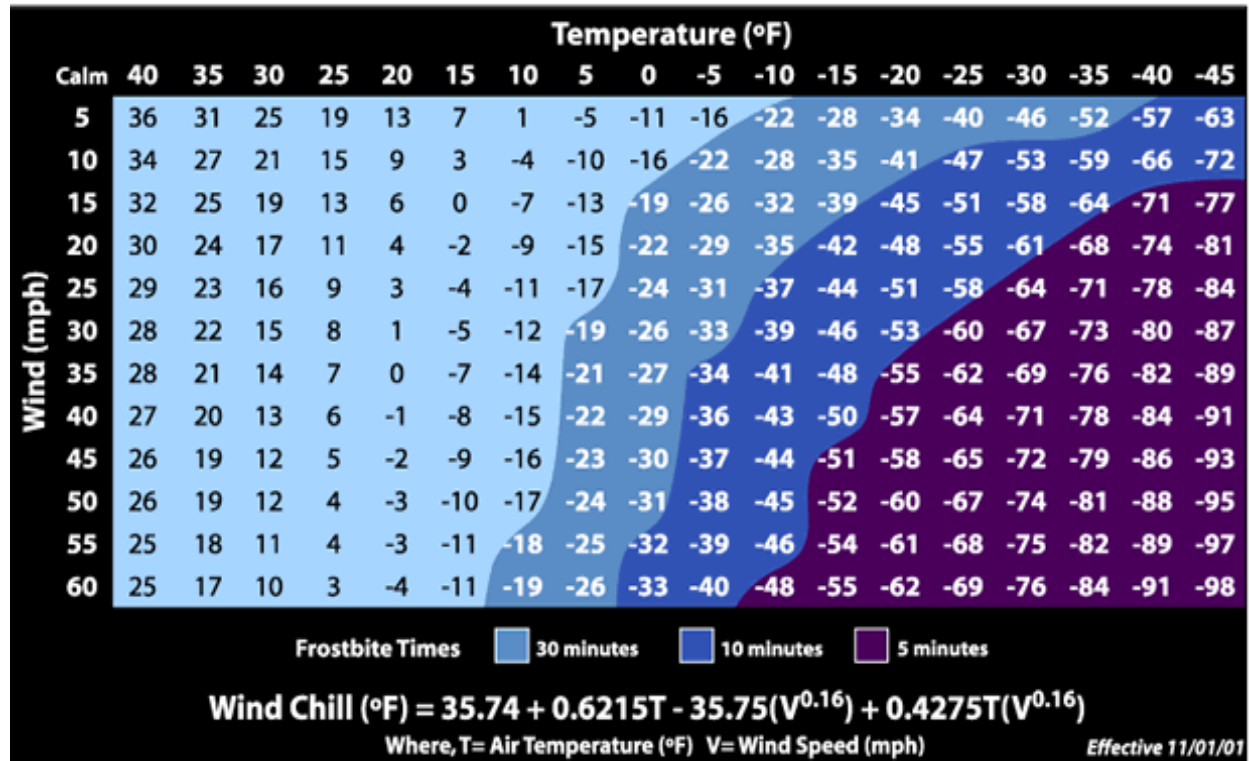 Temperature (ºF)
Calm 40 35 30 25 20 15 10 5 0 -5 -10 -15 -20 -25 -30 -35 -40 -45
5 36 31 25 19 13 7 1 -5 -11 -16 -22 -28 -34 -40 -46 -52 -57 -63
10 34 27 21 15 9 3 -4 -10 -16 -22 -28 -35 -41 -47 -53 -59 -66 -72
15 32 25 19 13 6 0 -7 -13 -19 -26 -32 -39 -45 -51 -58 -64 -71 -77
20 30 24 17 11 4 -2 -9 -15 -22 -29 -35 -42 -48 -55 -61 -68 -74 -81
25 29 23 16 9 3 -4 -11 -17 -24 -31 -37 -44 -51 -58 -64 -71 -78 -84
30 28 22 15 8 1 -5 -12 -19 -26 -33 -39 -46 -53 -60 -67 -73 -80 -87
35 28 21 14 7 0 -7 -14 -21 -27 -34 -41 -48 -55 -62 -69 -76 -82 -89
40 27 20 13 6 -1 -8 -15 -22 -29 -36 -43 -50 -57 -64 -71 -78 -84 -91
45 26 19 12 5 -2 -9 -16 -23 -30 -37 -44 -51 -58 -65 -72 -79 -86 -93
50 26 19 12 4 -3 -10 -17 -24 -31 -38 -45 -52 -60 -67 -74 -81 -88 -95
55 25 18 11 4 -3 -11 -18 -25 -32 -39 -46 -54 -61 -68 -75 -82 -89 -97
60 25 17 10 3 -4 -11 -19 -26 -33 -40 -48 -55 -62 -69 -76 -84 -91 -98
Wind (mph)
Frostbite Times 30 minutes 10 minutes 5 minutes
Wind Chill (ºF) = 35.74 + 0.6215T - 35.75(V^0.16) + 0.4275T(V^0.16)
Where, T= Air Temperature (ºF) V= Wind Speed (mph) Effective 11/01/01